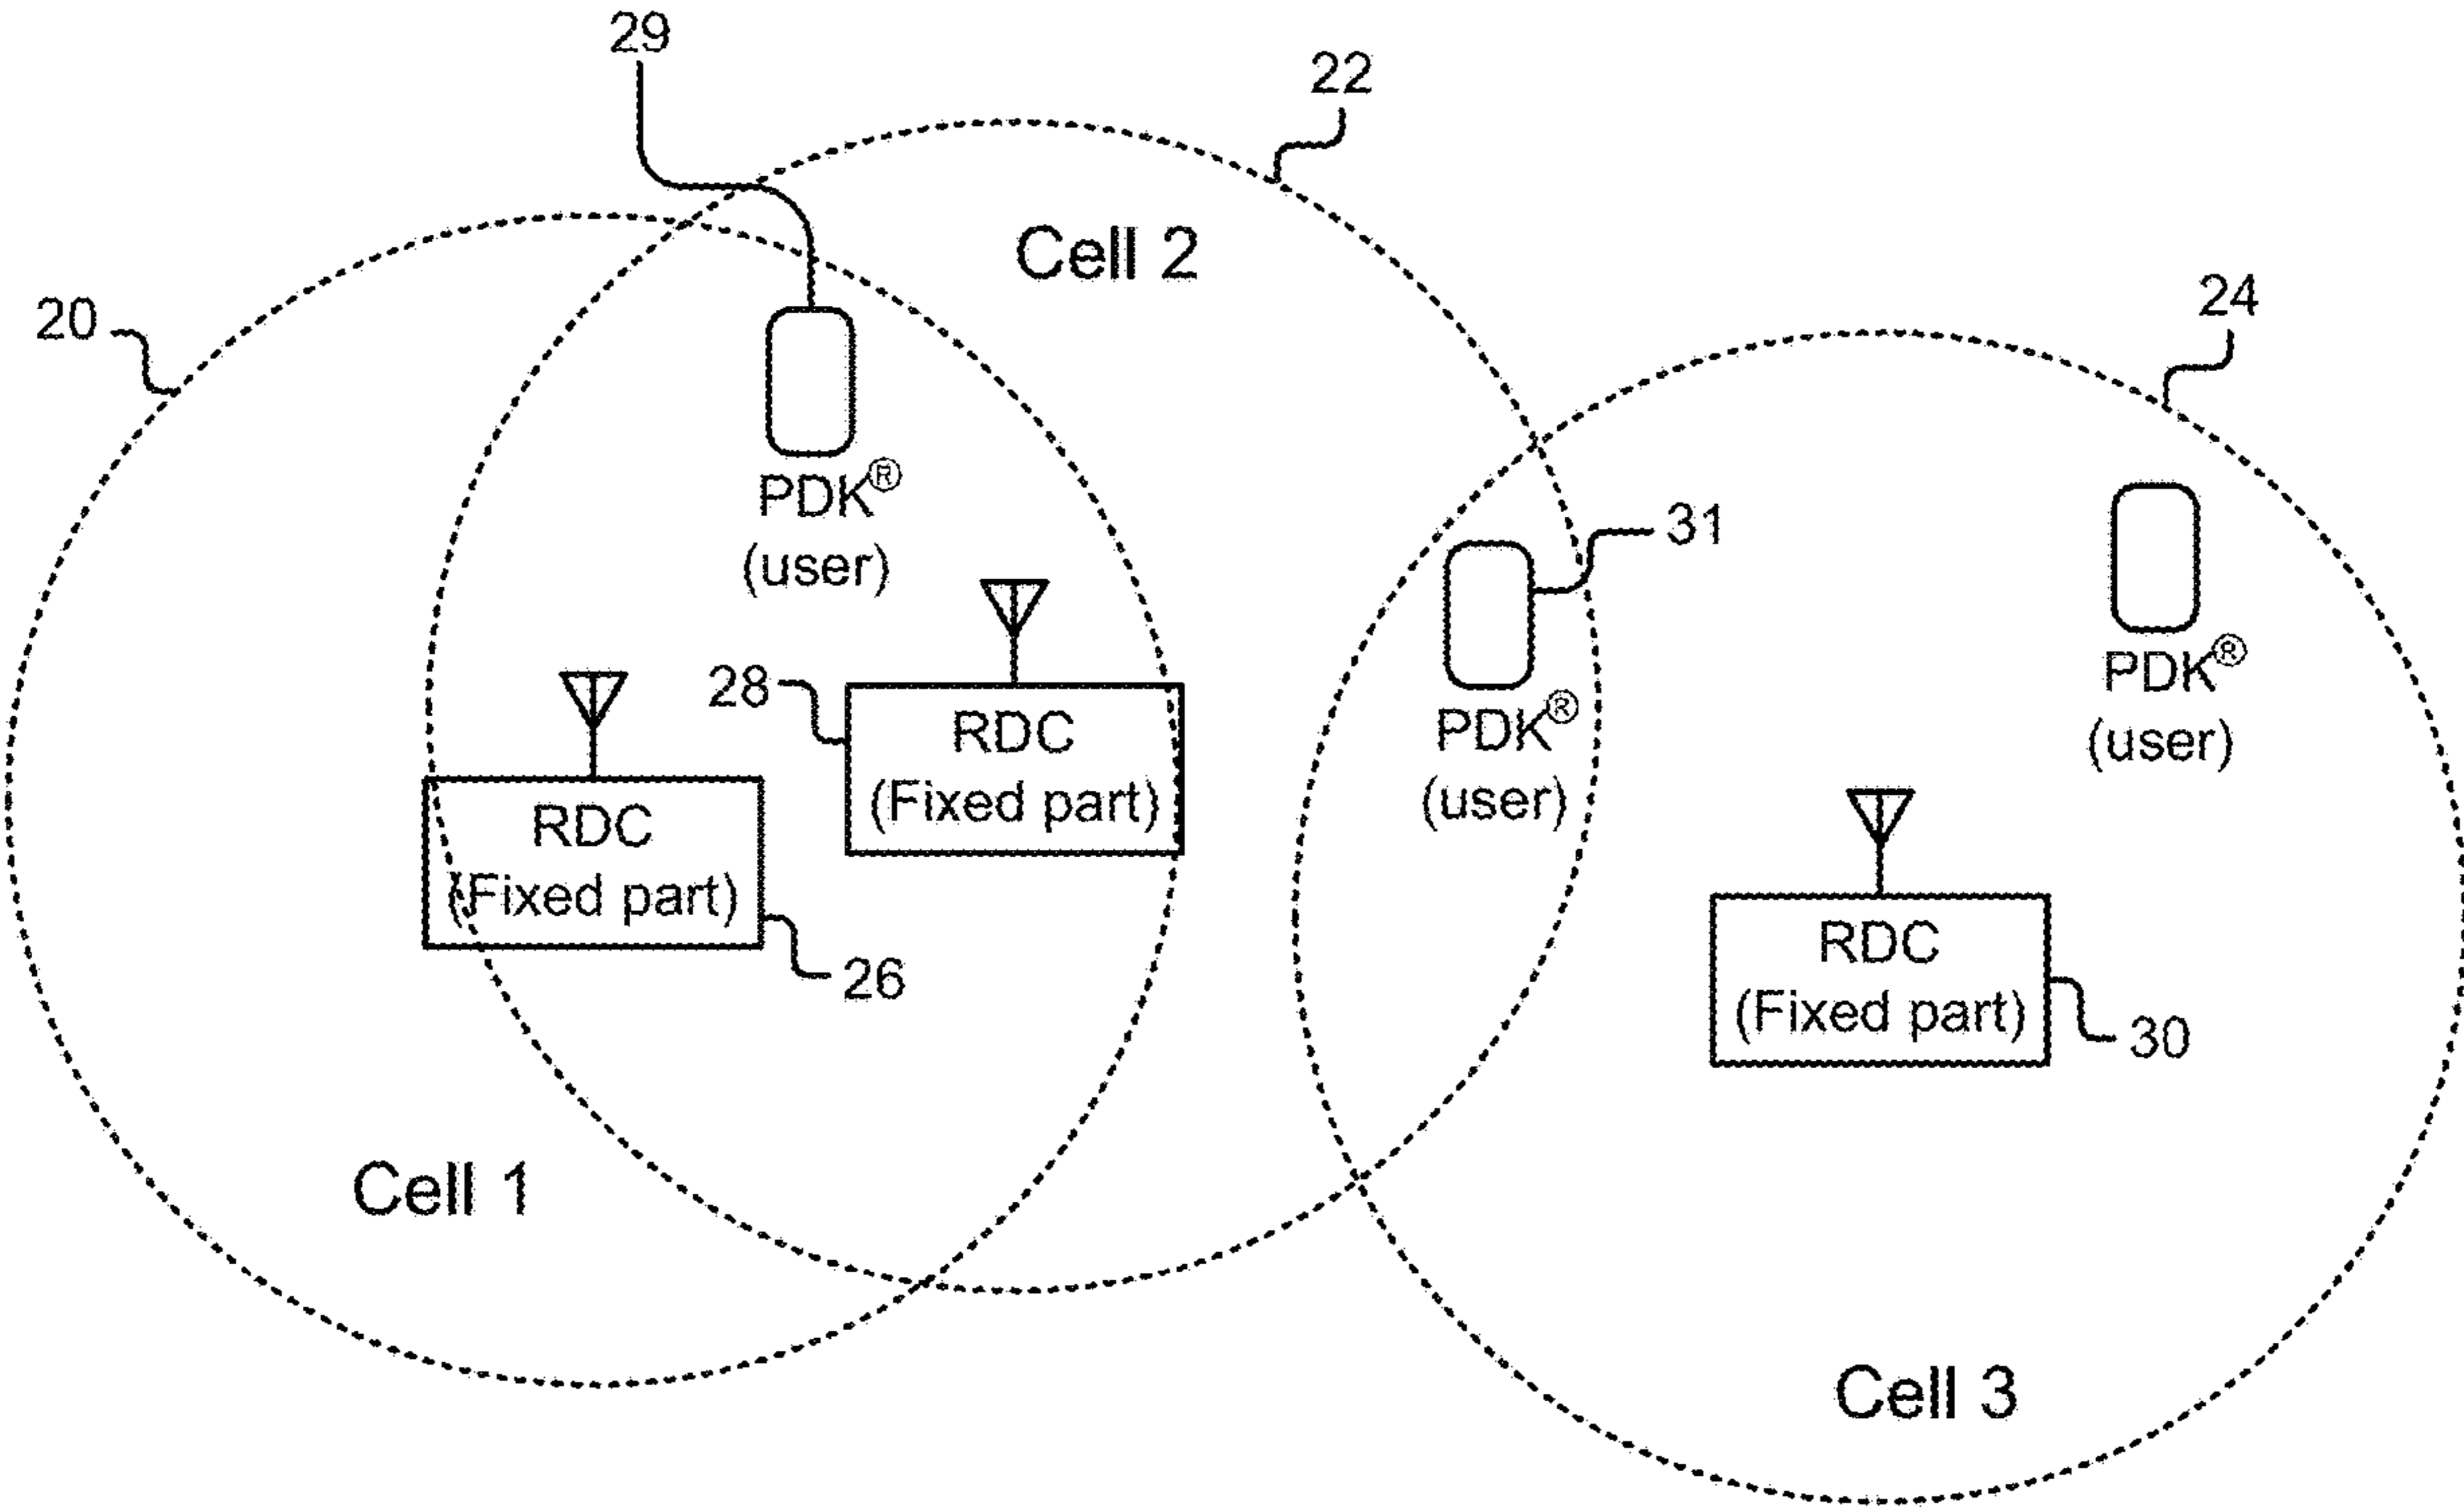 29
22
Cell 2
20
24
PDK®
(user)
31
PDK®
(user)
28
RDC
(Fixed part)
PDK®
(user)
RDC
(Fixed part)
26
RDC
(Fixed part)
30
Cell 1
Cell 3